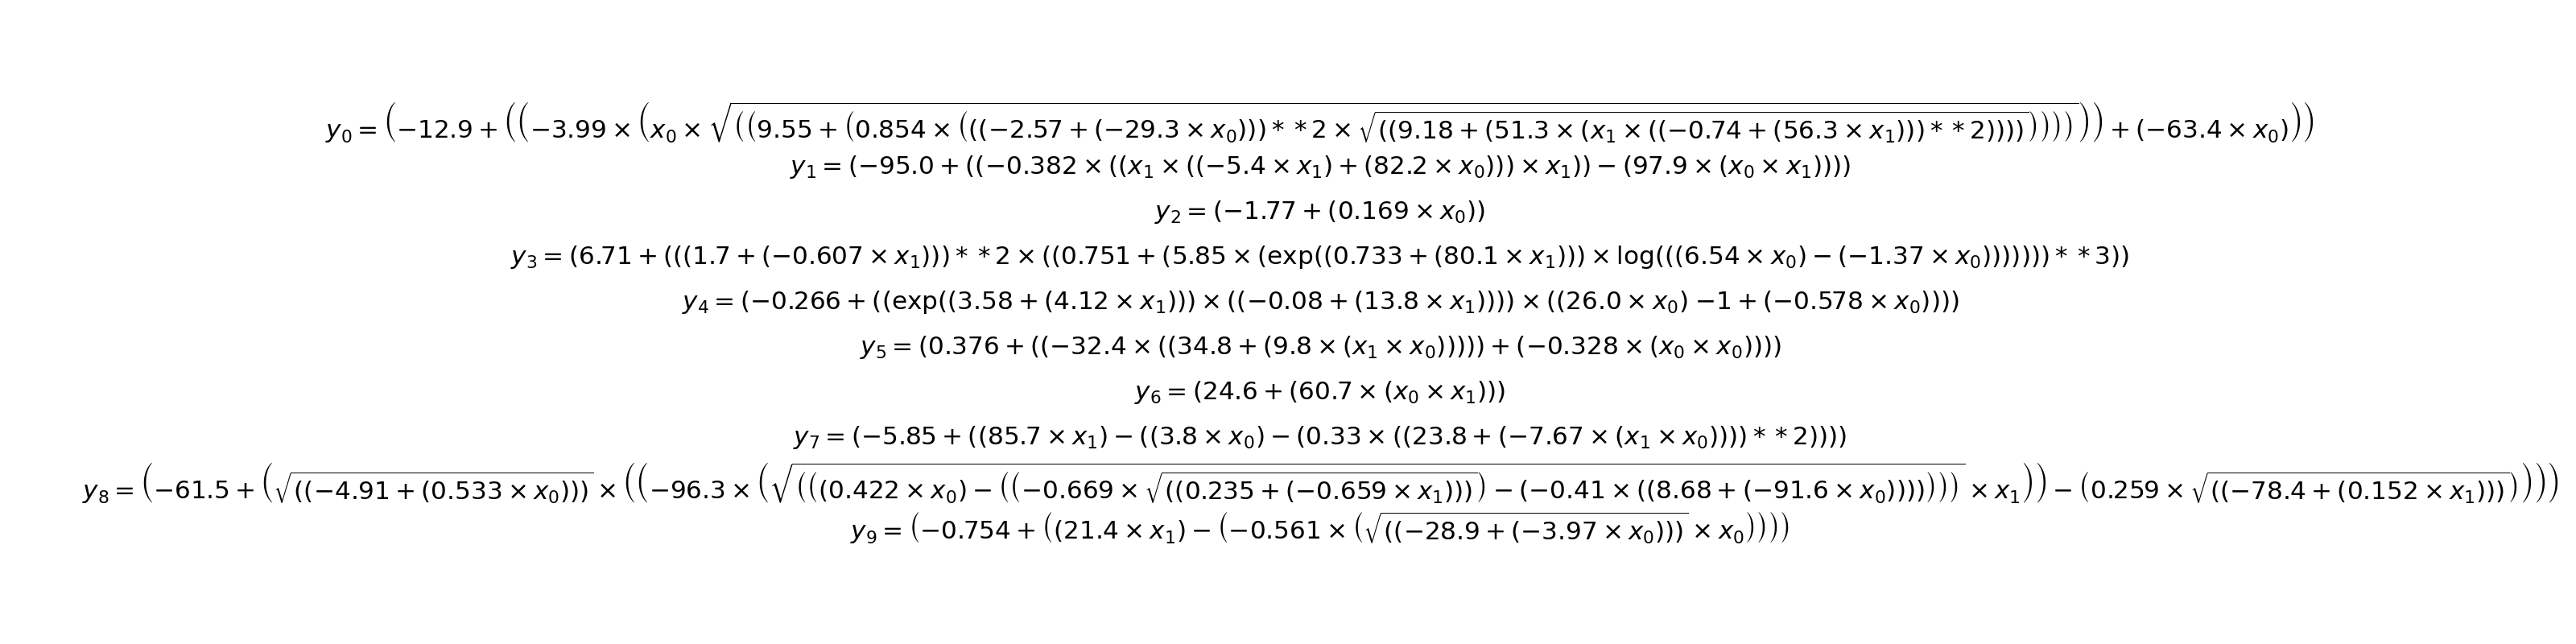 y₀ = (−12.9 + ((−3.99 × (x₀ × √((9.55 + (0.854 × (((−2.57 + (−29.3 × x₀))) * *2 × √((9.18 + (51.3 × (x₁ × ((−0.74 + (56.3 × x₁))) * *2))))))))))) + (−63.4 × x₀)))
y₁ = (−95.0 + ((−0.382 × ((x₁ × ((−5.4 × x₁) + (82.2 × x₀))) × x₁)) − (97.9 × (x₀ × x₁))))
y₂ = (−1.77 + (0.169 × x₀))
y₃ = (6.71 + (((1.7 + (−0.607 × x₁))) * *2 × ((0.751 + (5.85 × (exp((0.733 + (80.1 × x₁))) × log(((6.54 × x₀) − (−1.37 × x₀))))))) * *3))
y₄ = (−0.266 + ((exp((3.58 + (4.12 × x₁))) × ((−0.08 + (13.8 × x₁)))) × ((26.0 × x₀) −1 + (−0.578 × x₀))))
y₅ = (0.376 + ((−32.4 × ((34.8 + (9.8 × (x₁ × x₀))))) + (−0.328 × (x₀ × x₀))))
y₆ = (24.6 + (60.7 × (x₀ × x₁)))
y₇ = (−5.85 + ((85.7 × x₁) − ((3.8 × x₀) − (0.33 × ((23.8 + (−7.67 × (x₁ × x₀)))) * *2))))
y₈ = (−61.5 + (√((−4.91 + (0.533 × x₀))) × ((−96.3 × (√(((0.422 × x₀) − ((−0.669 × √((0.235 + (−0.659 × x₁)))) − (−0.41 × ((8.68 + (−91.6 × x₀))))))) × x₁)) − (0.259 × √((−78.4 + (0.152 × x₁)))))))
y₉ = (−0.754 + ((21.4 × x₁) − (−0.561 × (√((−28.9 + (−3.97 × x₀))) × x₀))))